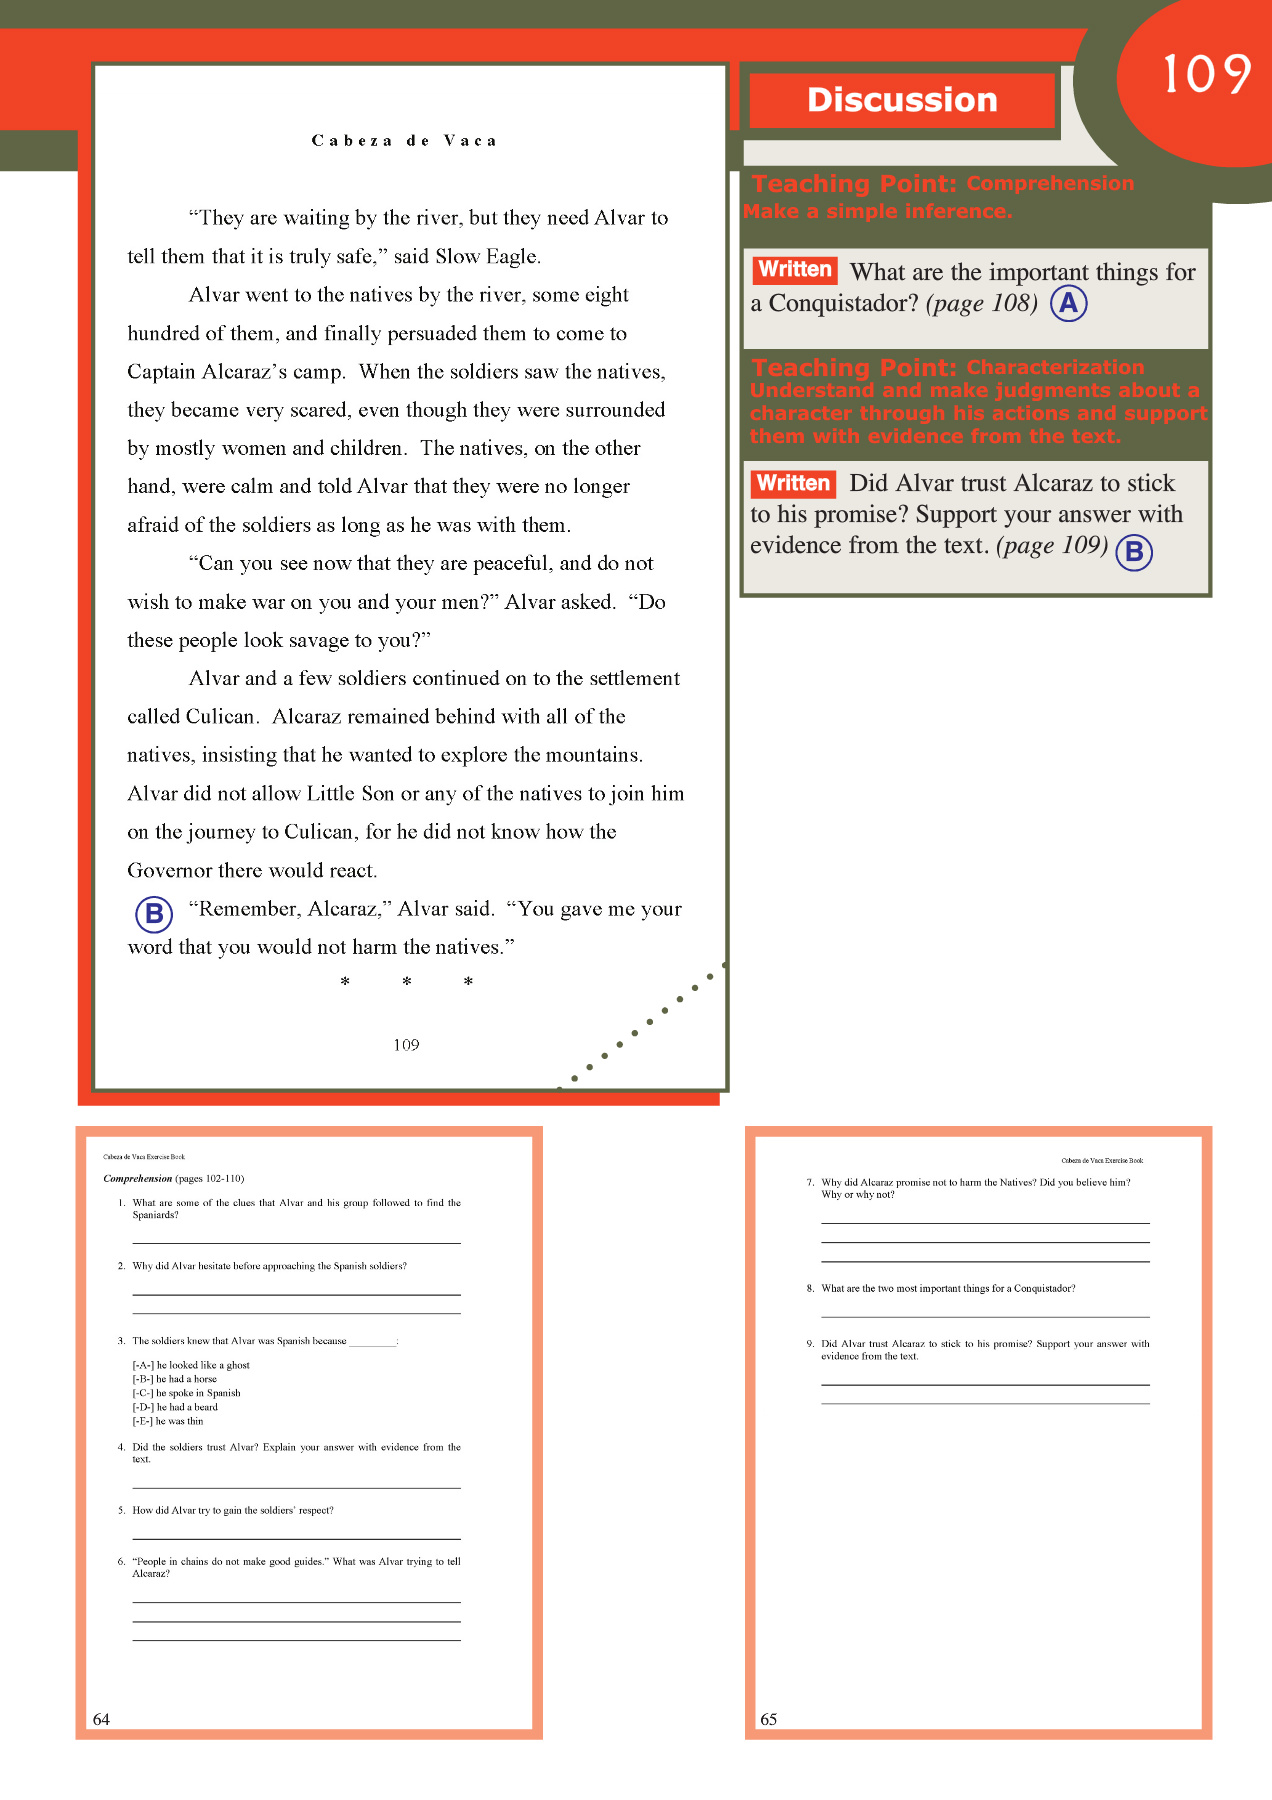 109
Discussion
Cabeza de Vaca
“They are waiting by the river, but they need Alvar to
tell them that it is truly safe,” said Slow Eagle.
Alvar went to the natives by the river, some eight
hundred of them, and finally persuaded them to come to
Captain Alcaraz’s camp.  When the soldiers saw the natives,
they became very scared, even though they were surrounded
by mostly women and children.  The natives, on the other
hand, were calm and told Alvar that they were no longer
afraid of the soldiers as long as he was with them.
“Can you see now that they are peaceful, and do not
wish to make war on you and your men?” Alvar asked.  “Do
these people look savage to you?”
Alvar and a few soldiers continued on to the settlement
called Culican.  Alcaraz remained behind with all of the
natives, insisting that he wanted to explore the mountains.
Alvar did not allow Little Son or any of the natives to join him
on the journey to Culican, for he did not know how the
Governor there would react.
B “Remember, Alcaraz,” Alvar said.  “You gave me your
word that you would not harm the natives.”
* * *
109
Teaching Point: Comprehension
Make a simple inference.
Written What are the important things for
a Conquistador? (page 108) A
Teaching Point: Characterization
Understand and make judgments about a
character through his actions and support
them with evidence from the text.
Written Did Alvar trust Alcaraz to stick
to his promise? Support your answer with
evidence from the text. (page 109) B
Cabeza de Vaca Exercise Book
Comprehension (pages 102-110)
1. What are some of the clues that Alvar and his group followed to find the
Spaniards?
2. Why did Alvar hesitate before approaching the Spanish soldiers?
3. The soldiers knew that Alvar was Spanish because _________:
[-A-] he looked like a ghost
[-B-] he had a horse
[-C-] he spoke in Spanish
[-D-] he had a beard
[-E-] he was thin
4. Did the soldiers trust Alvar? Explain your answer with evidence from the
text.
5. How did Alvar try to gain the soldiers’ respect?
6. “People in chains do not make good guides.” What was Alvar trying to tell
Alcaraz?
64
Cabeza de Vaca Exercise Book
7. Why did Alcaraz promise not to harm the Natives? Did you believe him?
Why or why not?
8. What are the two most important things for a Conquistador?
9. Did Alvar trust Alcaraz to stick to his promise? Support your answer with
evidence from the text.
65